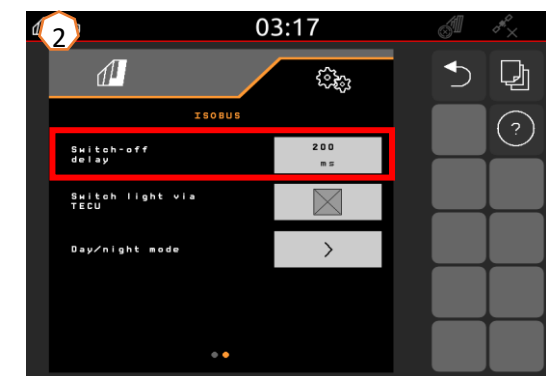 2
03:17
ISOBUS
Switch-off
delay
200
ms
Switch light via
TECU
Day/night mode
>
?